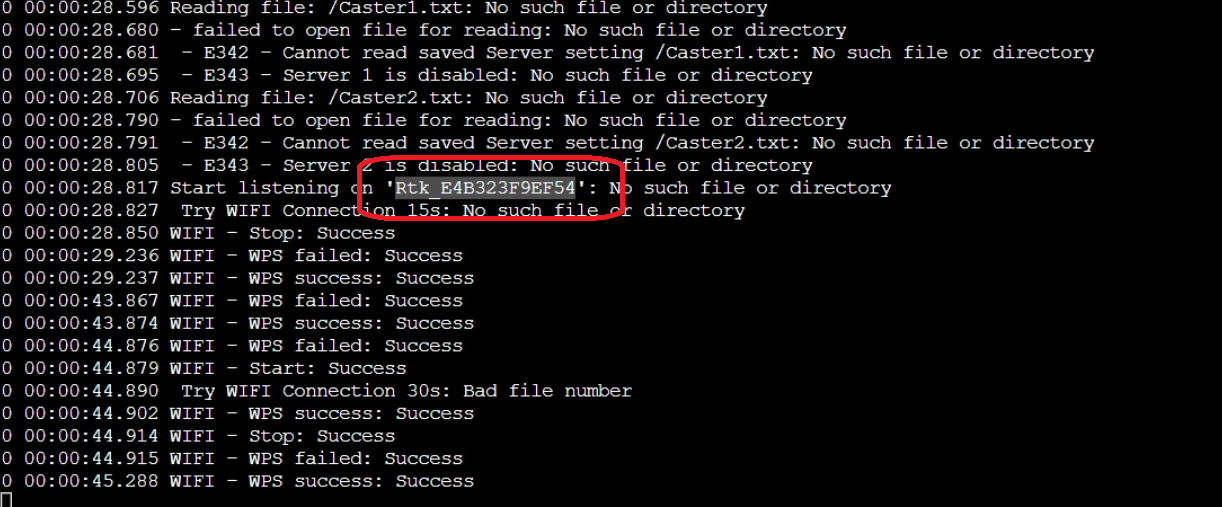 0 00:00:28.596 Reading file: /Caster1.txt: No such file or directory
0 00:00:28.680 - failed to open file for reading: No such file or directory
0 00:00:28.681  - E342 - Cannot read saved Server setting /Caster1.txt: No such file or directory
0 00:00:28.695  - E343 - Server 1 is disabled: No such file or directory
0 00:00:28.706 Reading file: /Caster2.txt: No such file or directory
0 00:00:28.790 - failed to open file for reading: No such file or directory
0 00:00:28.791  - E342 - Cannot read saved Server setting /Caster2.txt: No such file or directory
0 00:00:28.805  - E343 - Server 2 is disabled: No such file or directory
0 00:00:28.817 Start listening on 'Rtk_E4B323F9EF54': No such file or directory
0 00:00:28.827  Try WIFI Connection 15s: No such file or directory
0 00:00:28.850 WIFI - Stop: Success
0 00:00:29.236 WIFI - WPS failed: Success
0 00:00:29.237 WIFI - WPS success: Success
0 00:00:43.867 WIFI - WPS failed: Success
0 00:00:43.874 WIFI - WPS success: Success
0 00:00:44.876 WIFI - WPS failed: Success
0 00:00:44.879 WIFI - Start: Success
0 00:00:44.890  Try WIFI Connection 30s: Bad file number
0 00:00:44.902 WIFI - WPS success: Success
0 00:00:44.914 WIFI - Stop: Success
0 00:00:44.915 WIFI - WPS failed: Success
0 00:00:45.288 WIFI - WPS success: Success